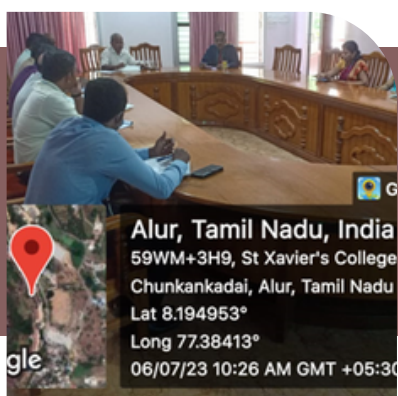 G
Alur, Tamil Nadu, India
59WM+3H9, St Xavier's College
Chunkankadai, Alur, Tamil Nadu
Lat 8.194953°
Long 77.38413°
06/07/23 10:26 AM GMT +05:30
gle